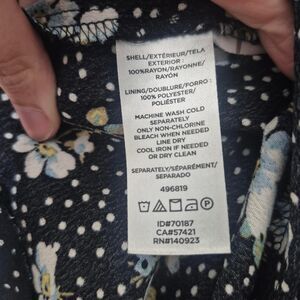 SHELL/EXTÉRIEUR/TELA
EXTERIOR :
100%RAYON/RAYONNE/
RAYÓN
LINING/DOUBLURE/FORRO :
100% POLYESTER/
POLIÉSTER
MACHINE WASH COLD
SEPARATELY
ONLY NON-CHLORINE
BLEACH WHEN NEEDED
LINE DRY
COOL IRON IF NEEDED
OR DRY CLEAN
SEPARATELY/SÉPARÉMENT/
SEPARADO
496819
ID#70187
CA#57421
RN#140923